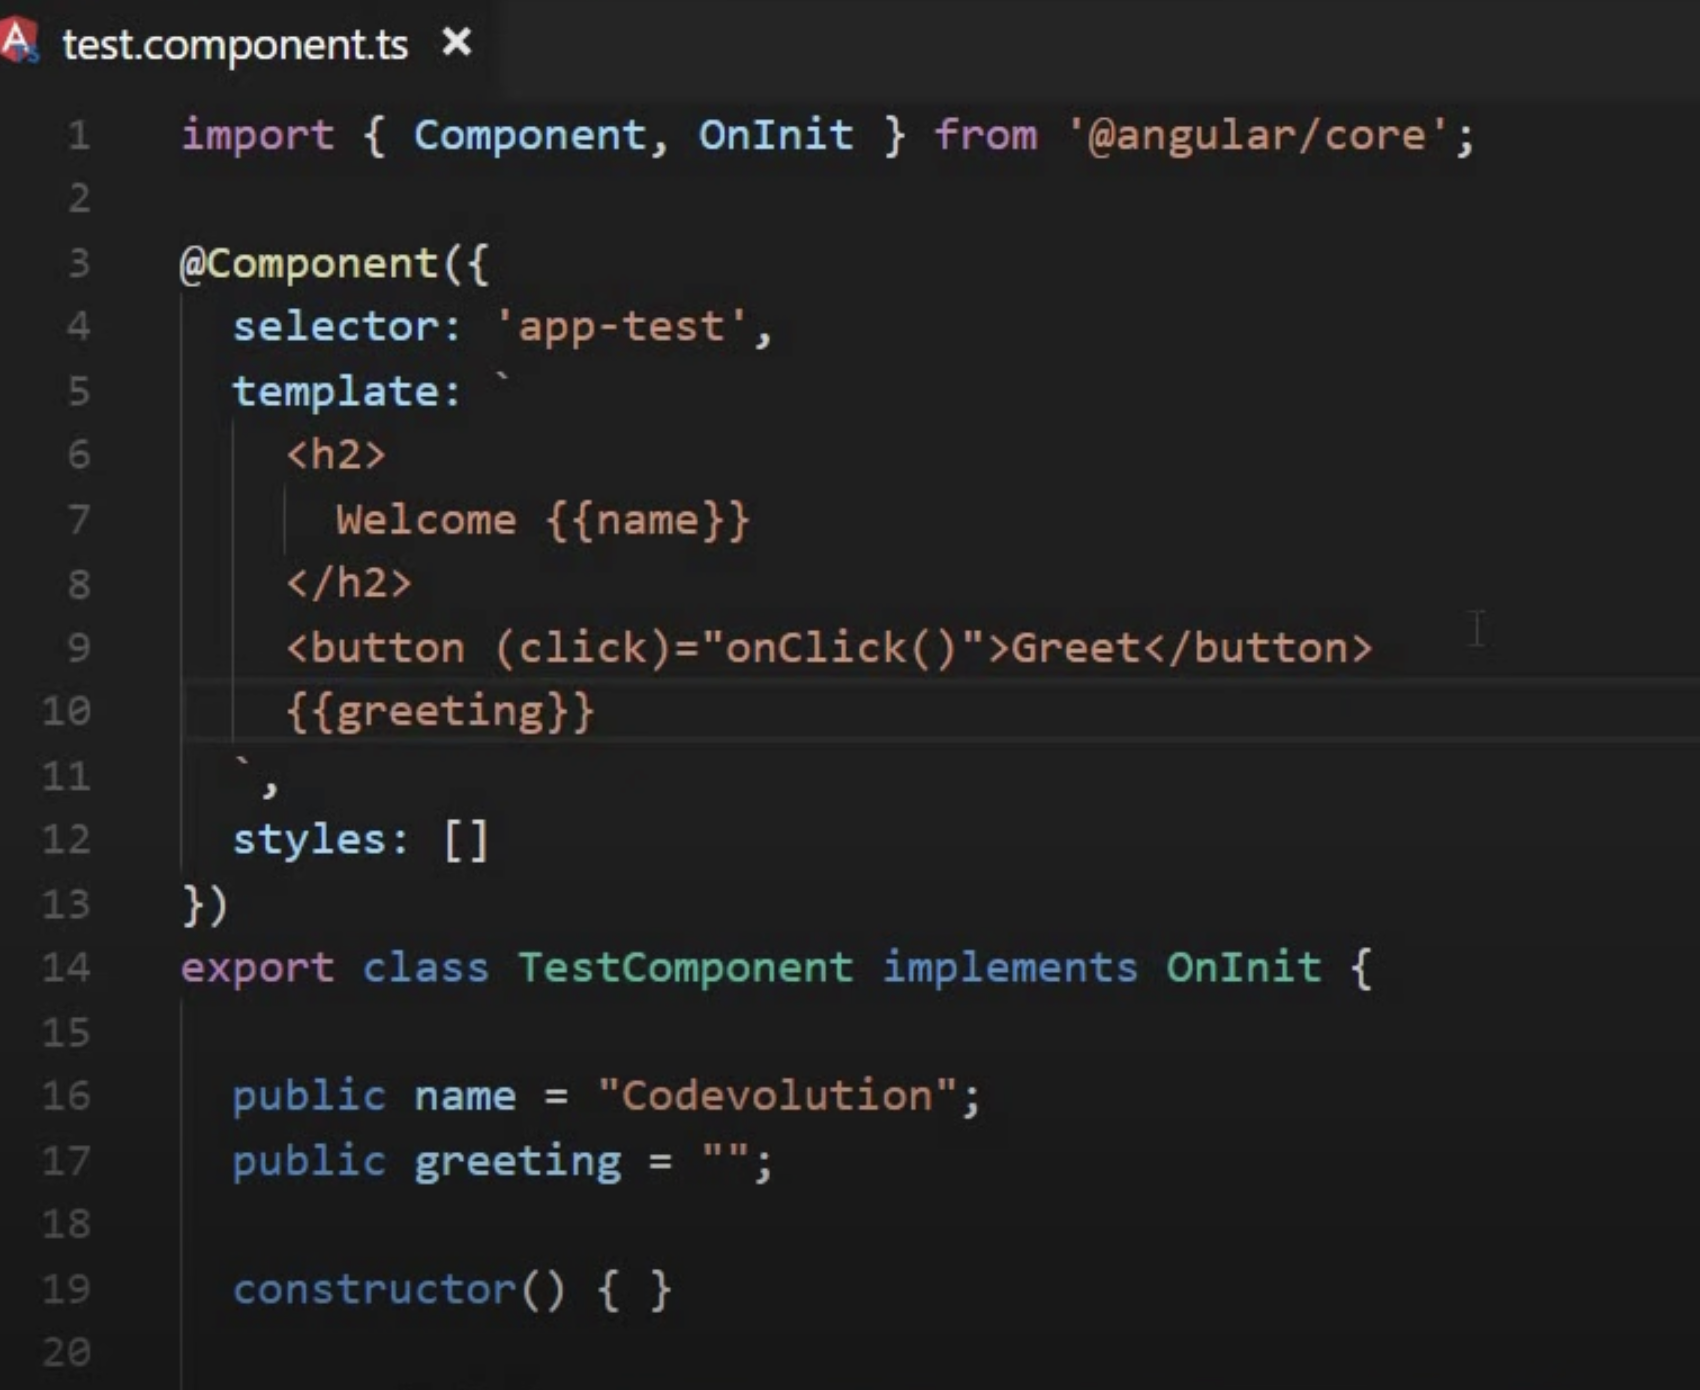 test.component.ts ×
1 import { Component, OnInit } from '@angular/core';
2
3 @Component({
4   selector: 'app-test',
5   template: `
6     <h2>
7       Welcome {{name}}
8     </h2>
9     <button (click)="onClick()">Greet</button>
10     {{greeting}}
11   `,
12   styles: []
13 })
14 export class TestComponent implements OnInit {
15
16   public name = "Codevolution";
17   public greeting = "";
18
19   constructor() { }
20